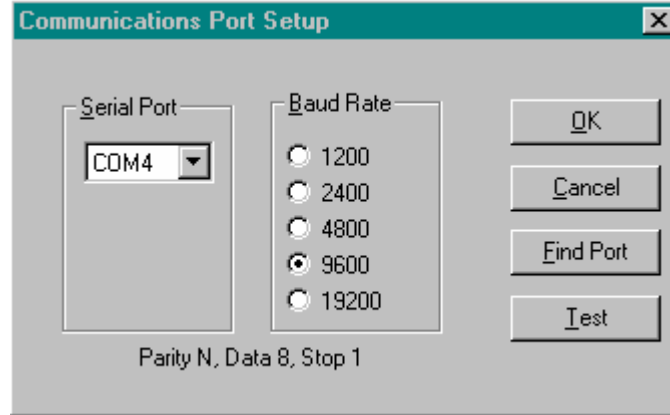 Communications Port Setup
Serial Port
COM4
Baud Rate
1200
2400
4800
9600
19200
OK
Cancel
Find Port
Test
Parity N, Data 8, Stop 1